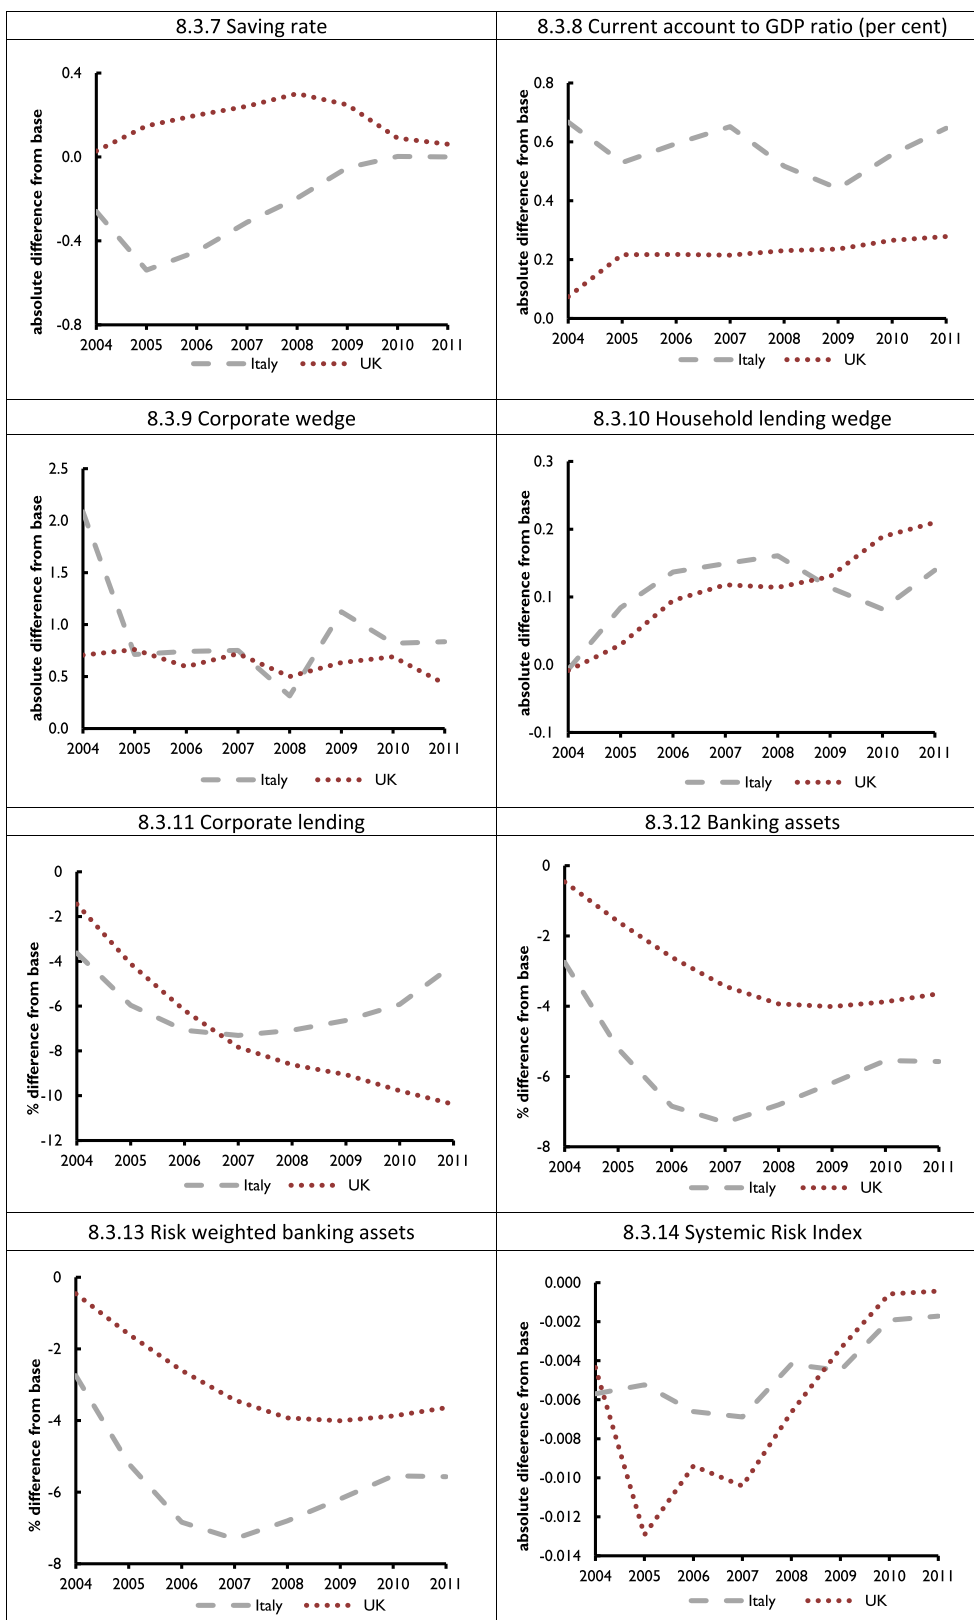 8.3.7 Saving rate
8.3.8 Current account to GDP ratio (per cent)
absolute difference from base
0.4
0.0
-0.4
-0.8
2004 2005 2006 2007 2008 2009 2010 2011
Italy UK
absolute difference from base
0.8
0.6
0.4
0.2
0.0
2004 2005 2006 2007 2008 2009 2010 2011
Italy UK
8.3.9 Corporate wedge
8.3.10 Household lending wedge
absolute difference from base
2.5
2.0
1.5
1.0
0.5
0.0
2004 2005 2006 2007 2008 2009 2010 2011
Italy UK
absolute difference from base
0.3
0.2
0.1
0.0
-0.1
2004 2005 2006 2007 2008 2009 2010 2011
Italy UK
8.3.11 Corporate lending
8.3.12 Banking assets
% difference from base
0
-2
-4
-6
-8
-10
-12
2004 2005 2006 2007 2008 2009 2010 2011
Italy UK
% difference from base
0
-2
-4
-6
-8
2004 2005 2006 2007 2008 2009 2010 2011
Italy UK
8.3.13 Risk weighted banking assets
8.3.14 Systemic Risk Index
% difference from base
0
-2
-4
-6
-8
2004 2005 2006 2007 2008 2009 2010 2011
Italy UK
absolute difeerence from base
0.000
-0.002
-0.004
-0.006
-0.008
-0.010
-0.012
-0.014
2004 2005 2006 2007 2008 2009 2010 2011
Italy UK